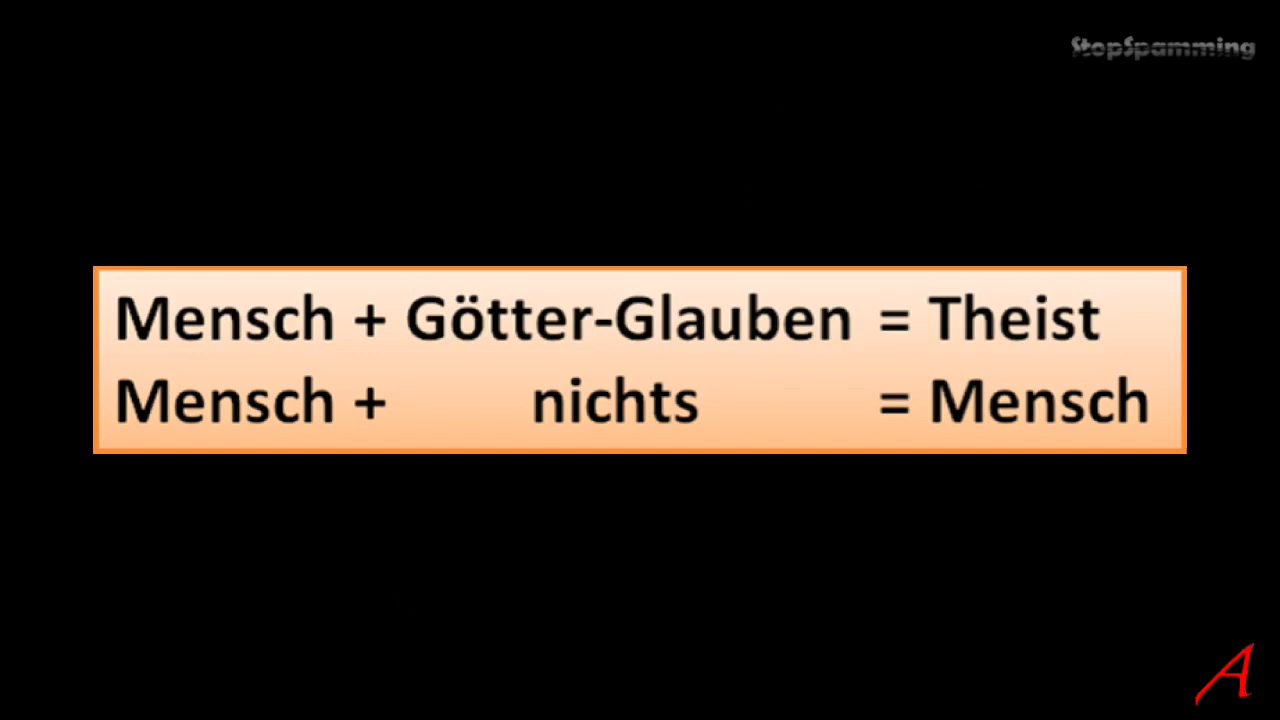 StopSpamming
Mensch + Götter-Glauben = Theist
Mensch + nichts = Mensch
A